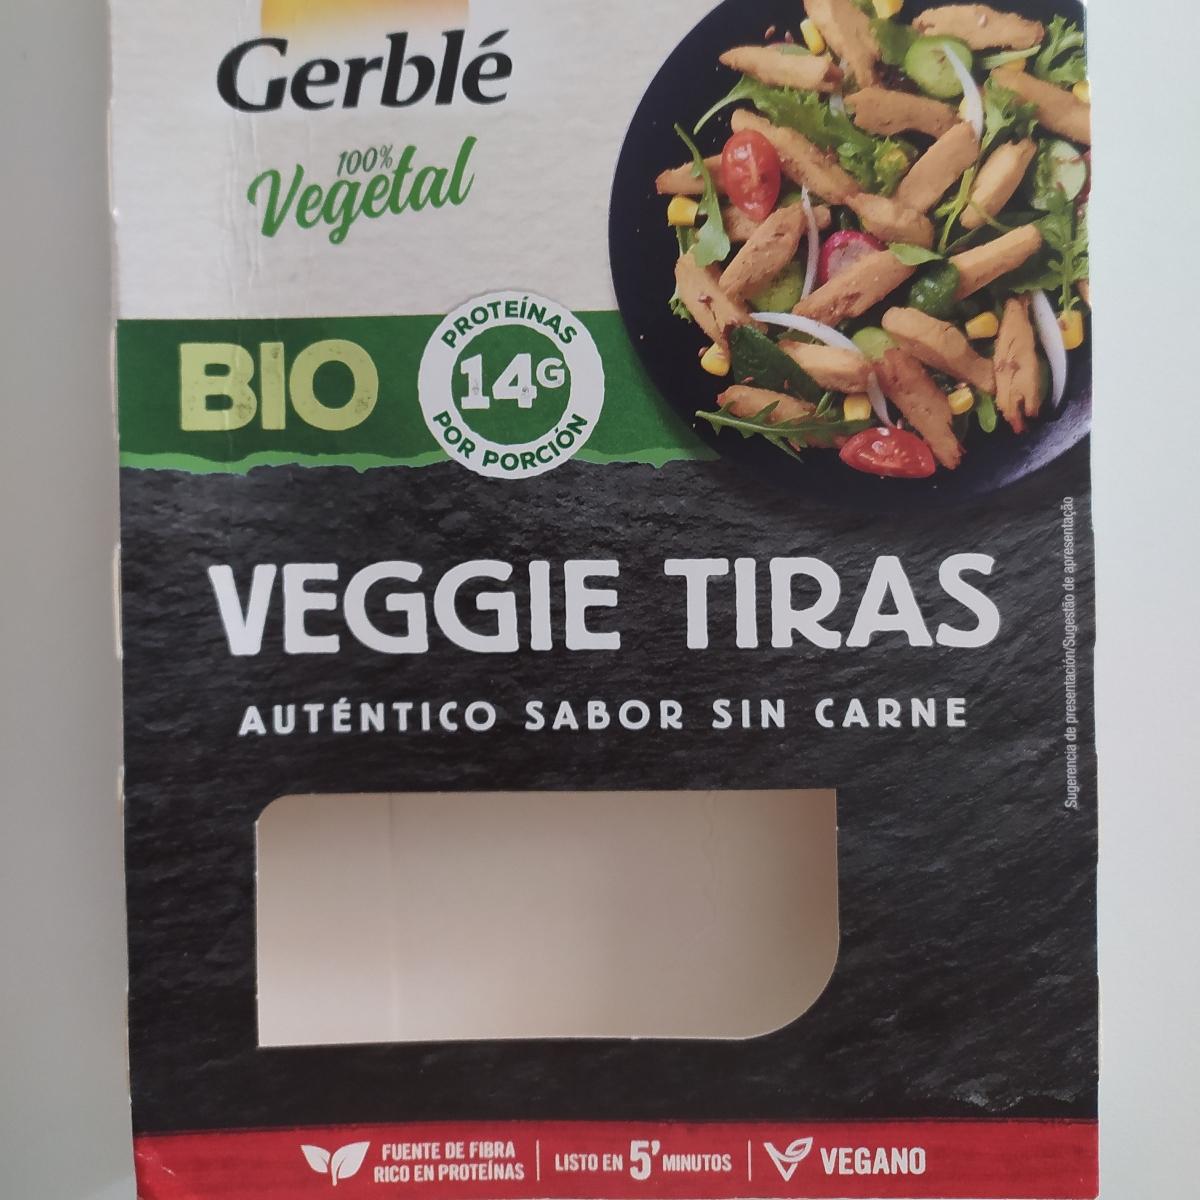 Gerblé
100%
Vegetal
BIO
PROTEÍNAS
14G
POR PORCIÓN
VEGGIE TIRAS
AUTÉNTICO SABOR SIN CARNE
Sugerencia de presentación/Sugestão de apresentação
FUENTE DE FIBRA
RICO EN PROTEÍNAS
LISTO EN 5' MINUTOS
VEGANO